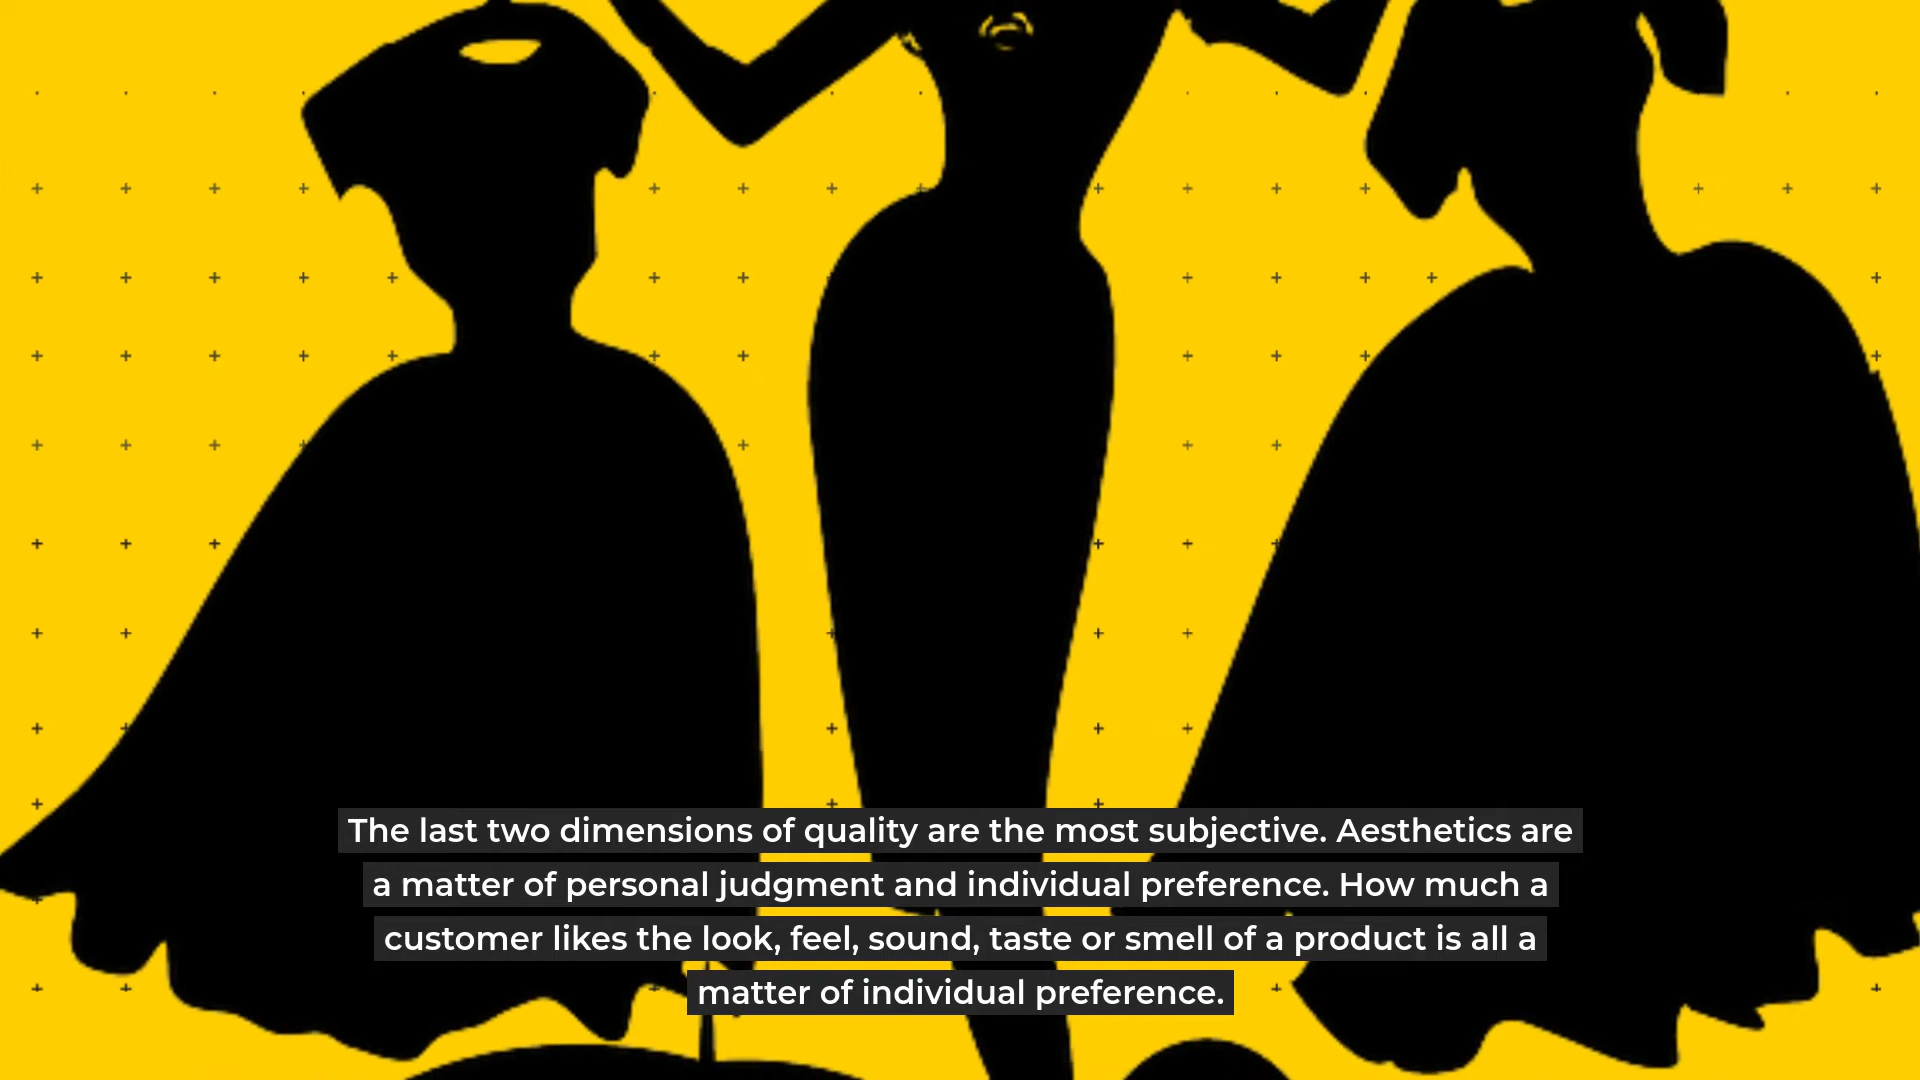 The last two dimensions of quality are the most subjective. Aesthetics are
a matter of personal judgment and individual preference. How much a
customer likes the look, feel, sound, taste or smell of a product is all a
matter of individual preference.